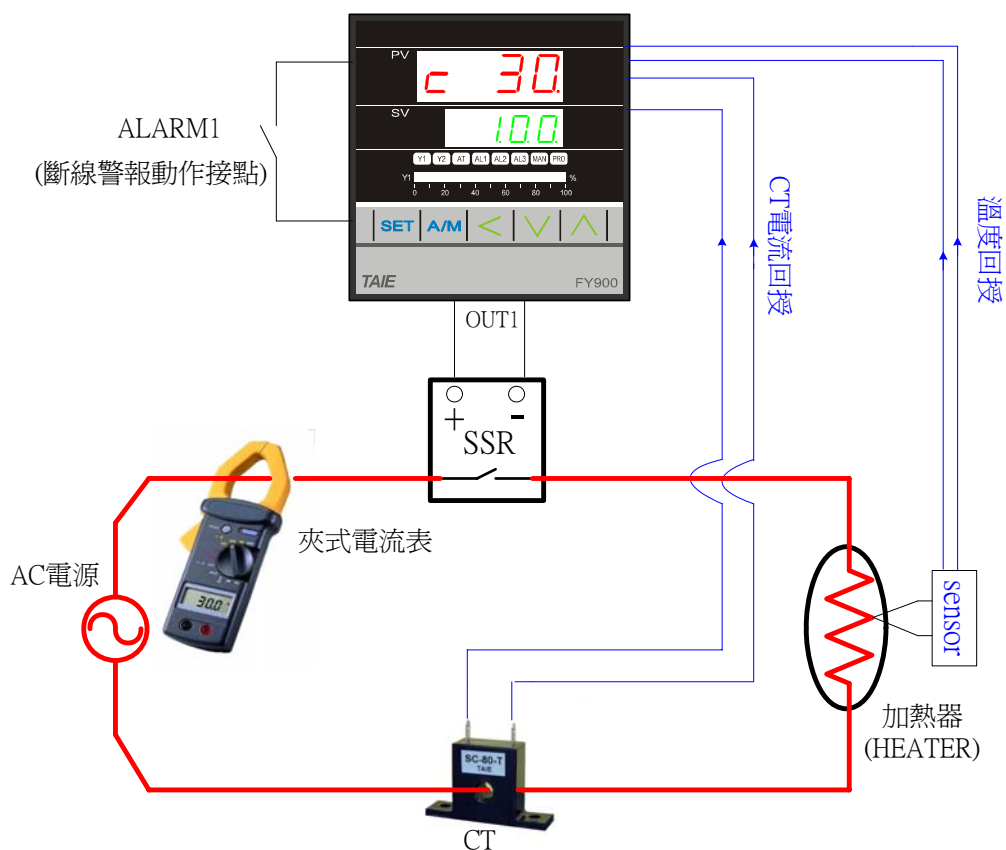 PV
c 30.
SV
1.0.0.
Y1 Y2 AT AL1 AL2 AL3 MAN PRO
Y1 %
0 20 40 60 80 100
SET A/M
TAIE FY900
ALARM1
(斷線警報動作接點)
CT電流回授
溫度回授
OUT1
+ -
SSR
夾式電流表
AC電源
30.0
sensor
加熱器
(HEATER)
SC-80-T
TAIE
CT